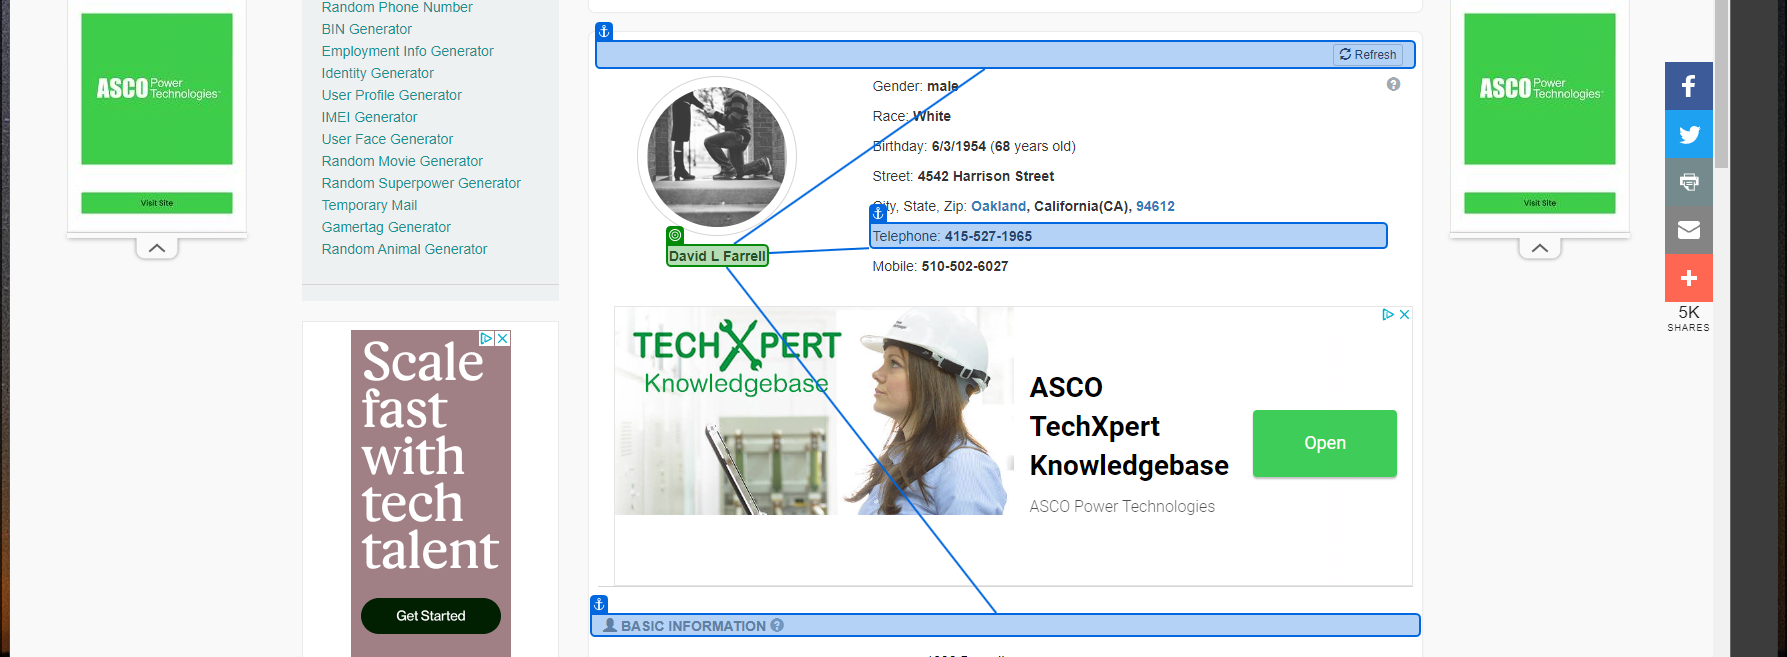 ASCO Power Technologies
Visit Site
Random Phone Number
BIN Generator
Employment Info Generator
Identity Generator
User Profile Generator
IMEI Generator
User Face Generator
Random Movie Generator
Random Superpower Generator
Temporary Mail
Gamertag Generator
Random Animal Generator
Scale
fast
with
tech
talent
Get Started
Refresh
David L Farrell
Gender: male
Race: White
Birthday: 6/3/1954 (68 years old)
Street: 4542 Harrison Street
City, State, Zip: Oakland, California(CA), 94612
Telephone: 415-527-1965
Mobile: 510-502-6027
TECHXPERT
Knowledgebase
ASCO
TechXpert
Knowledgebase
ASCO Power Technologies
Open
BASIC INFORMATION
ASCO Power Technologies
Visit Site
5K
SHARES